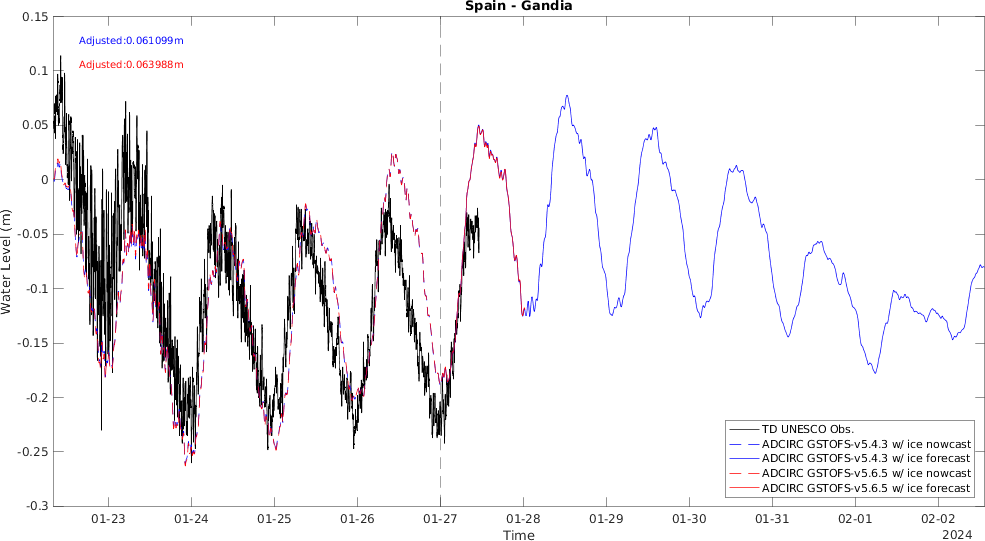 Spain - Gandia
Adjusted:0.061099m
Adjusted:0.063988m
0.15
0.1
0.05
0
-0.05
-0.1
-0.15
-0.2
-0.25
-0.3
Water Level (m)
01-23
01-24
01-25
01-26
01-27
01-28
01-29
01-30
01-31
02-01
02-02
Time
2024
TD UNESCO Obs.
ADCIRC GSTOFS-v5.4.3 w/ ice nowcast
ADCIRC GSTOFS-v5.4.3 w/ ice forecast
ADCIRC GSTOFS-v5.6.5 w/ ice nowcast
ADCIRC GSTOFS-v5.6.5 w/ ice forecast